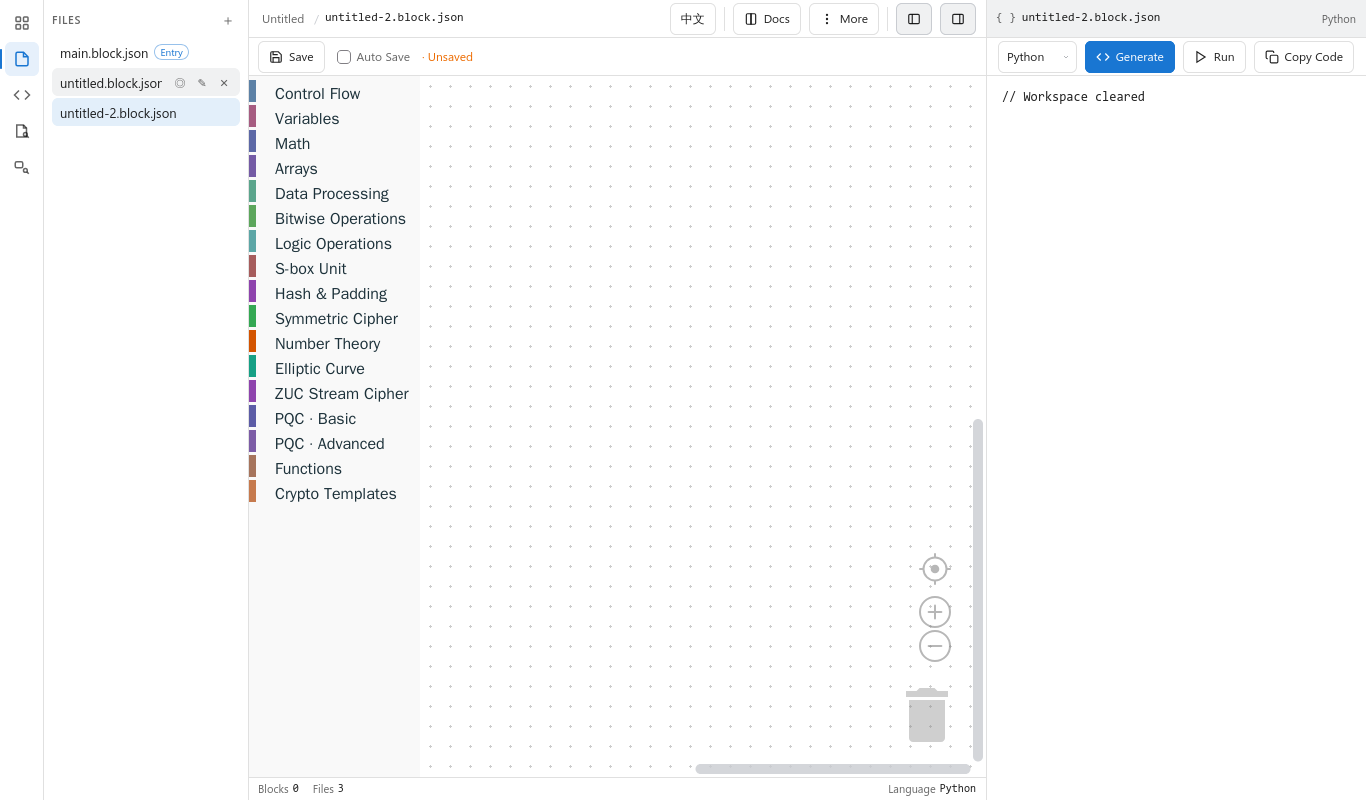 FILES
main.block.json Entry
untitled.block.jsor
untitled-2.block.json
Untitled / untitled-2.block.json
中文
Docs
More
Save
Auto Save
· Unsaved
Control Flow
Variables
Math
Arrays
Data Processing
Bitwise Operations
Logic Operations
S-box Unit
Hash & Padding
Symmetric Cipher
Number Theory
Elliptic Curve
ZUC Stream Cipher
PQC · Basic
PQC · Advanced
Functions
Crypto Templates
Blocks 0 Files 3
Language Python
{ } untitled-2.block.json
Python
Python
Generate
Run
Copy Code
// Workspace cleared